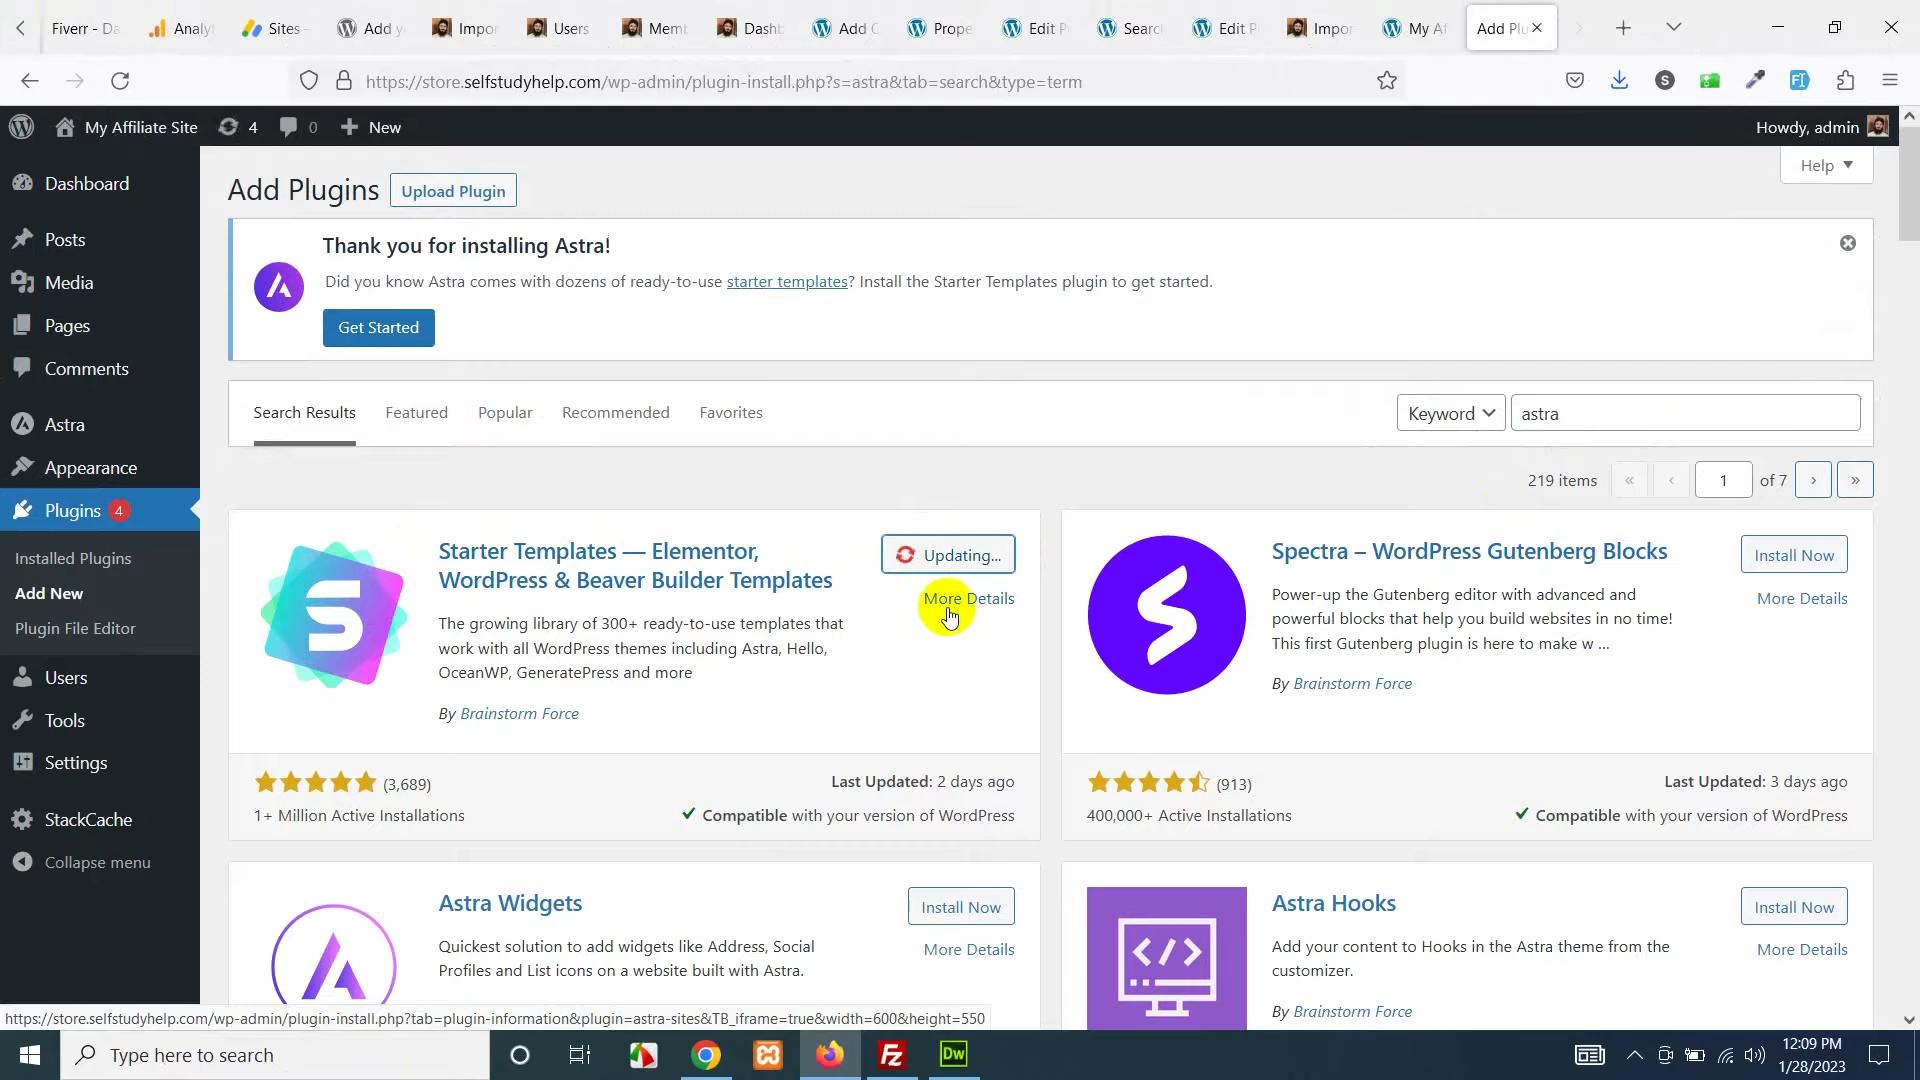 Fiverr - Da
Analyt
Sites -
Add y
Impor
Users
Memb
Dashb
Add C
Prope
Edit P
Searc
Edit P
Impor
My Af
Add Plu
https://store.selfstudyhelp.com/wp-admin/plugin-install.php?s=astra&tab=search&type=term
My Affiliate Site 4 0 New
Howdy, admin
Help
Dashboard
Posts
Media
Pages
Comments
Astra
Appearance
Plugins 4
Installed Plugins
Add New
Plugin File Editor
Users
Tools
Settings
StackCache
Collapse menu
Add Plugins Upload Plugin
Thank you for installing Astra!
Did you know Astra comes with dozens of ready-to-use starter templates? Install the Starter Templates plugin to get started.
Get Started
Search Results Featured Popular Recommended Favorites
Keyword astra
219 items « ‹ 1 of 7 › »
Starter Templates — Elementor,
WordPress & Beaver Builder Templates
Updating...
More Details
The growing library of 300+ ready-to-use templates that
work with all WordPress themes including Astra, Hello,
OceanWP, GeneratePress and more
By Brainstorm Force
(3,689)
Last Updated: 2 days ago
1+ Million Active Installations
Compatible with your version of WordPress
Spectra – WordPress Gutenberg Blocks
Install Now
More Details
Power-up the Gutenberg editor with advanced and
powerful blocks that help you build websites in no time!
This first Gutenberg plugin is here to make w ...
By Brainstorm Force
(913)
Last Updated: 3 days ago
400,000+ Active Installations
Compatible with your version of WordPress
Astra Widgets
Install Now
More Details
Quickest solution to add widgets like Address, Social
Profiles and List icons on a website built with Astra.
Astra Hooks
Install Now
More Details
Add your content to Hooks in the Astra theme from the
customizer.
By Brainstorm Force
https://store.selfstudyhelp.com/wp-admin/plugin-install.php?tab=plugin-information&plugin=astra-sites&TB_iframe=true&width=600&height=550
Type here to search
Fz
Dw
12:09 PM
1/28/2023